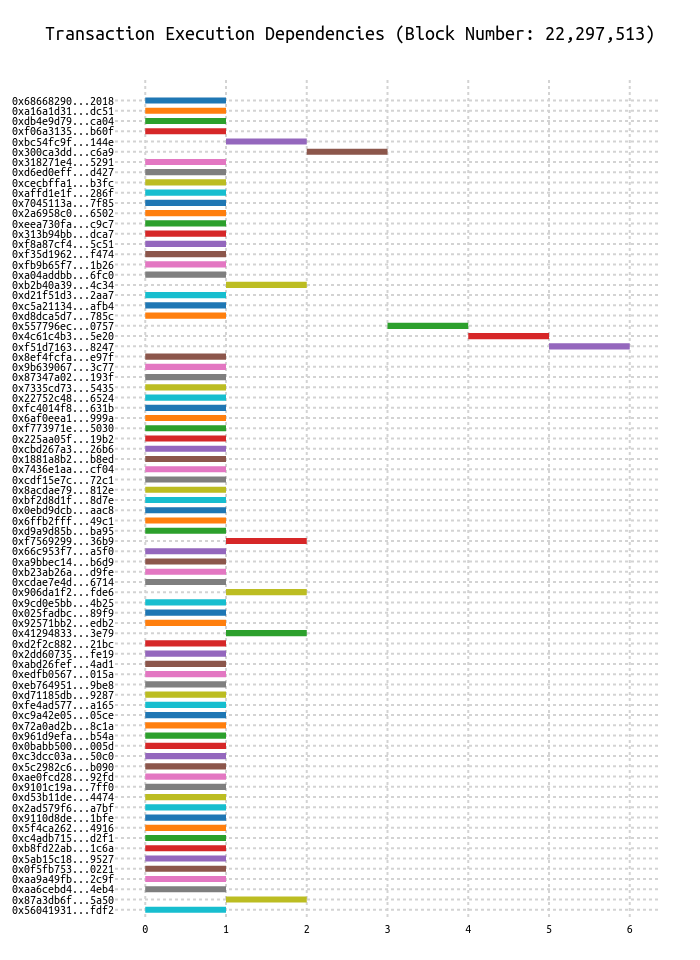 Transaction Execution Dependencies (Block Number: 22,297,513)
0x68668290...2018
0xa16a1d31...dc51
0xdb4e9d79...ca04
0xf06a3135...b60f
0xbc54fc9f...144e
0x300ca3dd...c6a9
0x318271e4...5291
0xd6ed0eff...d427
0xcecbffa1...b3fc
0xaffd1e1f...286f
0x7045113a...7f85
0x2a6958c0...6502
0xeea730fa...c9c7
0x313b94bb...dca7
0xf8a87cf4...5c51
0xf35d1962...f474
0xfb9b65f7...1b26
0xa04addbb...6fc0
0xb2b40a39...4c34
0xd21f51d3...2aa7
0xc5a21134...afb4
0xd8dca5d7...785c
0x557796ec...0757
0x4c61c4b3...5e20
0xf51d7163...8247
0x8ef4fcfa...e97f
0x9b639067...3c77
0x87347a02...193f
0x7335cd73...5435
0x22752c48...6524
0xfc4014f8...631b
0x6af0eea1...999a
0xf773971e...5030
0x225aa05f...19b2
0xcbd267a3...26b6
0x1881a8b2...b8ed
0x7436e1aa...cf04
0xcdf15e7c...72c1
0x8acdae79...812e
0xbf2d8d1f...8d7e
0x0ebd9dcb...aac8
0x6ffb2fff...49c1
0xd9a9d85b...ba95
0xf7569299...36b9
0x66c953f7...a5f0
0xa9bbec14...b6d9
0xb23ab26a...d9fe
0xcdae7e4d...6714
0x906da1f2...fde6
0x9cd0e5bb...4b25
0x025fadbc...89f9
0x92571bb2...edb2
0x41294833...3e79
0xd2f2c882...21bc
0x2dd60735...fe19
0xabd26fef...4ad1
0xedfb0567...015a
0xeb764951...9be8
0xd71185db...9287
0xfe4ad577...a165
0xc9a42e05...05ce
0x72a0ad2b...8c1a
0x961d9efa...b54a
0x0babb500...005d
0xc3dcc03a...50c0
0x5c2982c6...b090
0xae0fcd28...92fd
0x9101c19a...7ff0
0xd53b11de...4474
0x2ad579f6...a7bf
0x9110d8de...1bfe
0x5f4ca262...4916
0xc4adb715...d2f1
0xb8fd22ab...1c6a
0x5ab15c18...9527
0x0f5fb753...0221
0xaa9a49fb...2c9f
0xaa6cebd4...4eb4
0x87a3db6f...5a50
0x56041931...fdf2
0 1 2 3 4 5 6